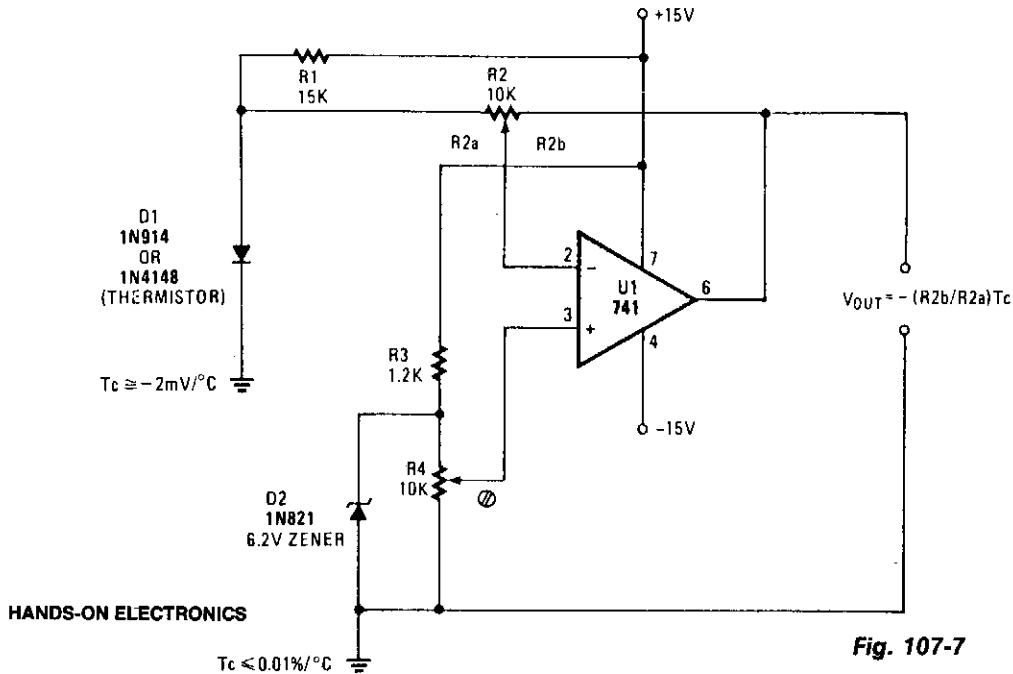 +15V
R1
15K
R2
10K
R2a
R2b
D1
1N914
OR
1N4148
(THERMISTOR)
2
-
7
U1
741
6
3
+
4
VOUT = -(R2b/R2a)Tc
Tc ≅ -2mV/°C
R3
1.2K
-15V
R4
10K
D2
1N821
6.2V ZENER
HANDS-ON ELECTRONICS
Tc ⩽ 0.01%/°C
Fig. 107-7